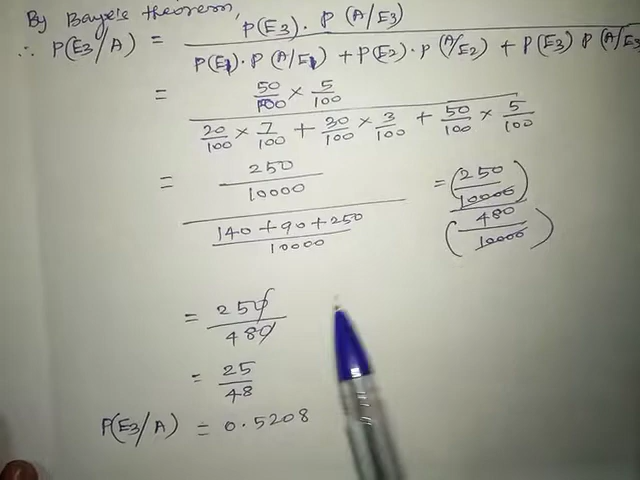 By Baye's theorem,
∴ P(E3/A) = P(E3). P(A/E3) / P(E1).P(A/E1) + P(E2).P(A/E2) + P(E3) P(A/E3
= 50/100 × 5/100 / 20/100 × 7/100 + 30/100 × 3/100 + 50/100 × 5/100
= 250/10000 / 140+90+250/10000 = (250/10000) / (480/10000)
= 250/480
= 25/48
P(E3/A) = 0.5208